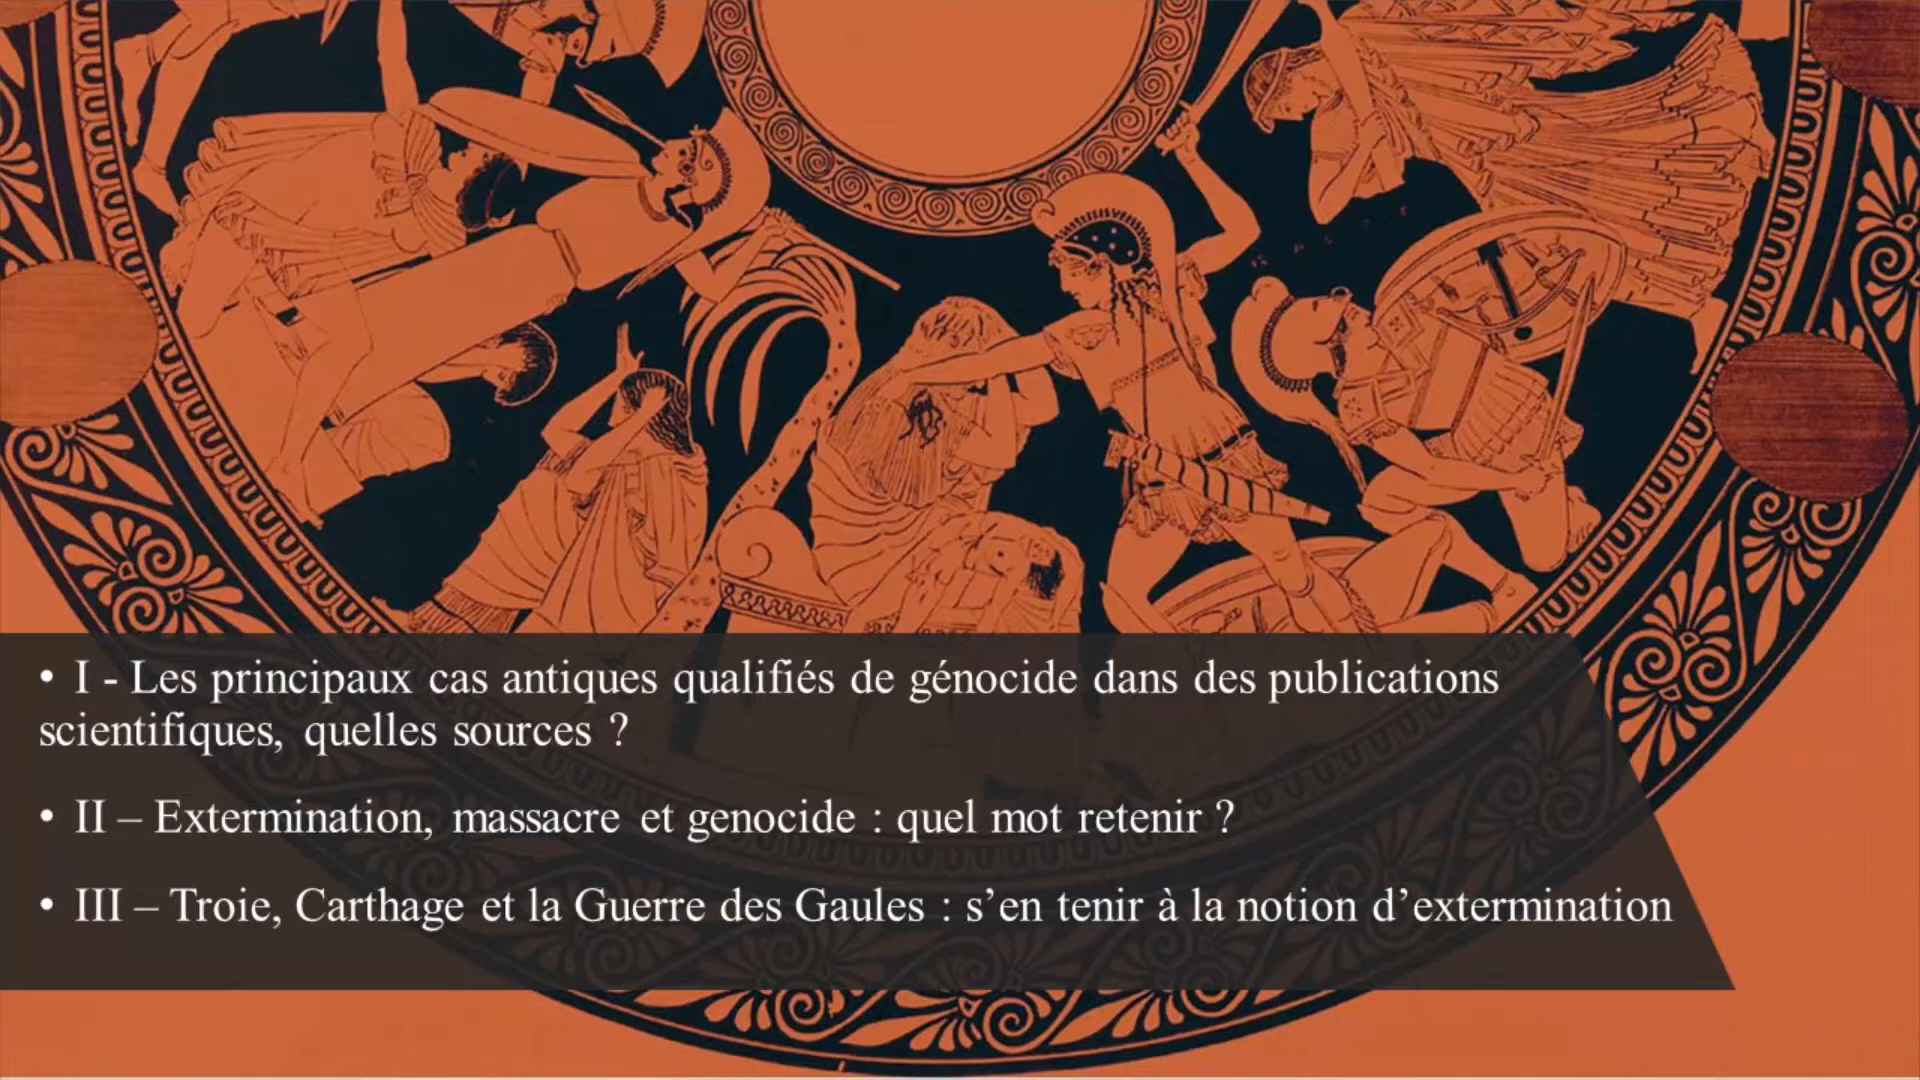 • I - Les principaux cas antiques qualifiés de génocide dans des publications
scientifiques, quelles sources ?
• II – Extermination, massacre et genocide : quel mot retenir ?
• III – Troie, Carthage et la Guerre des Gaules : s’en tenir à la notion d’extermination